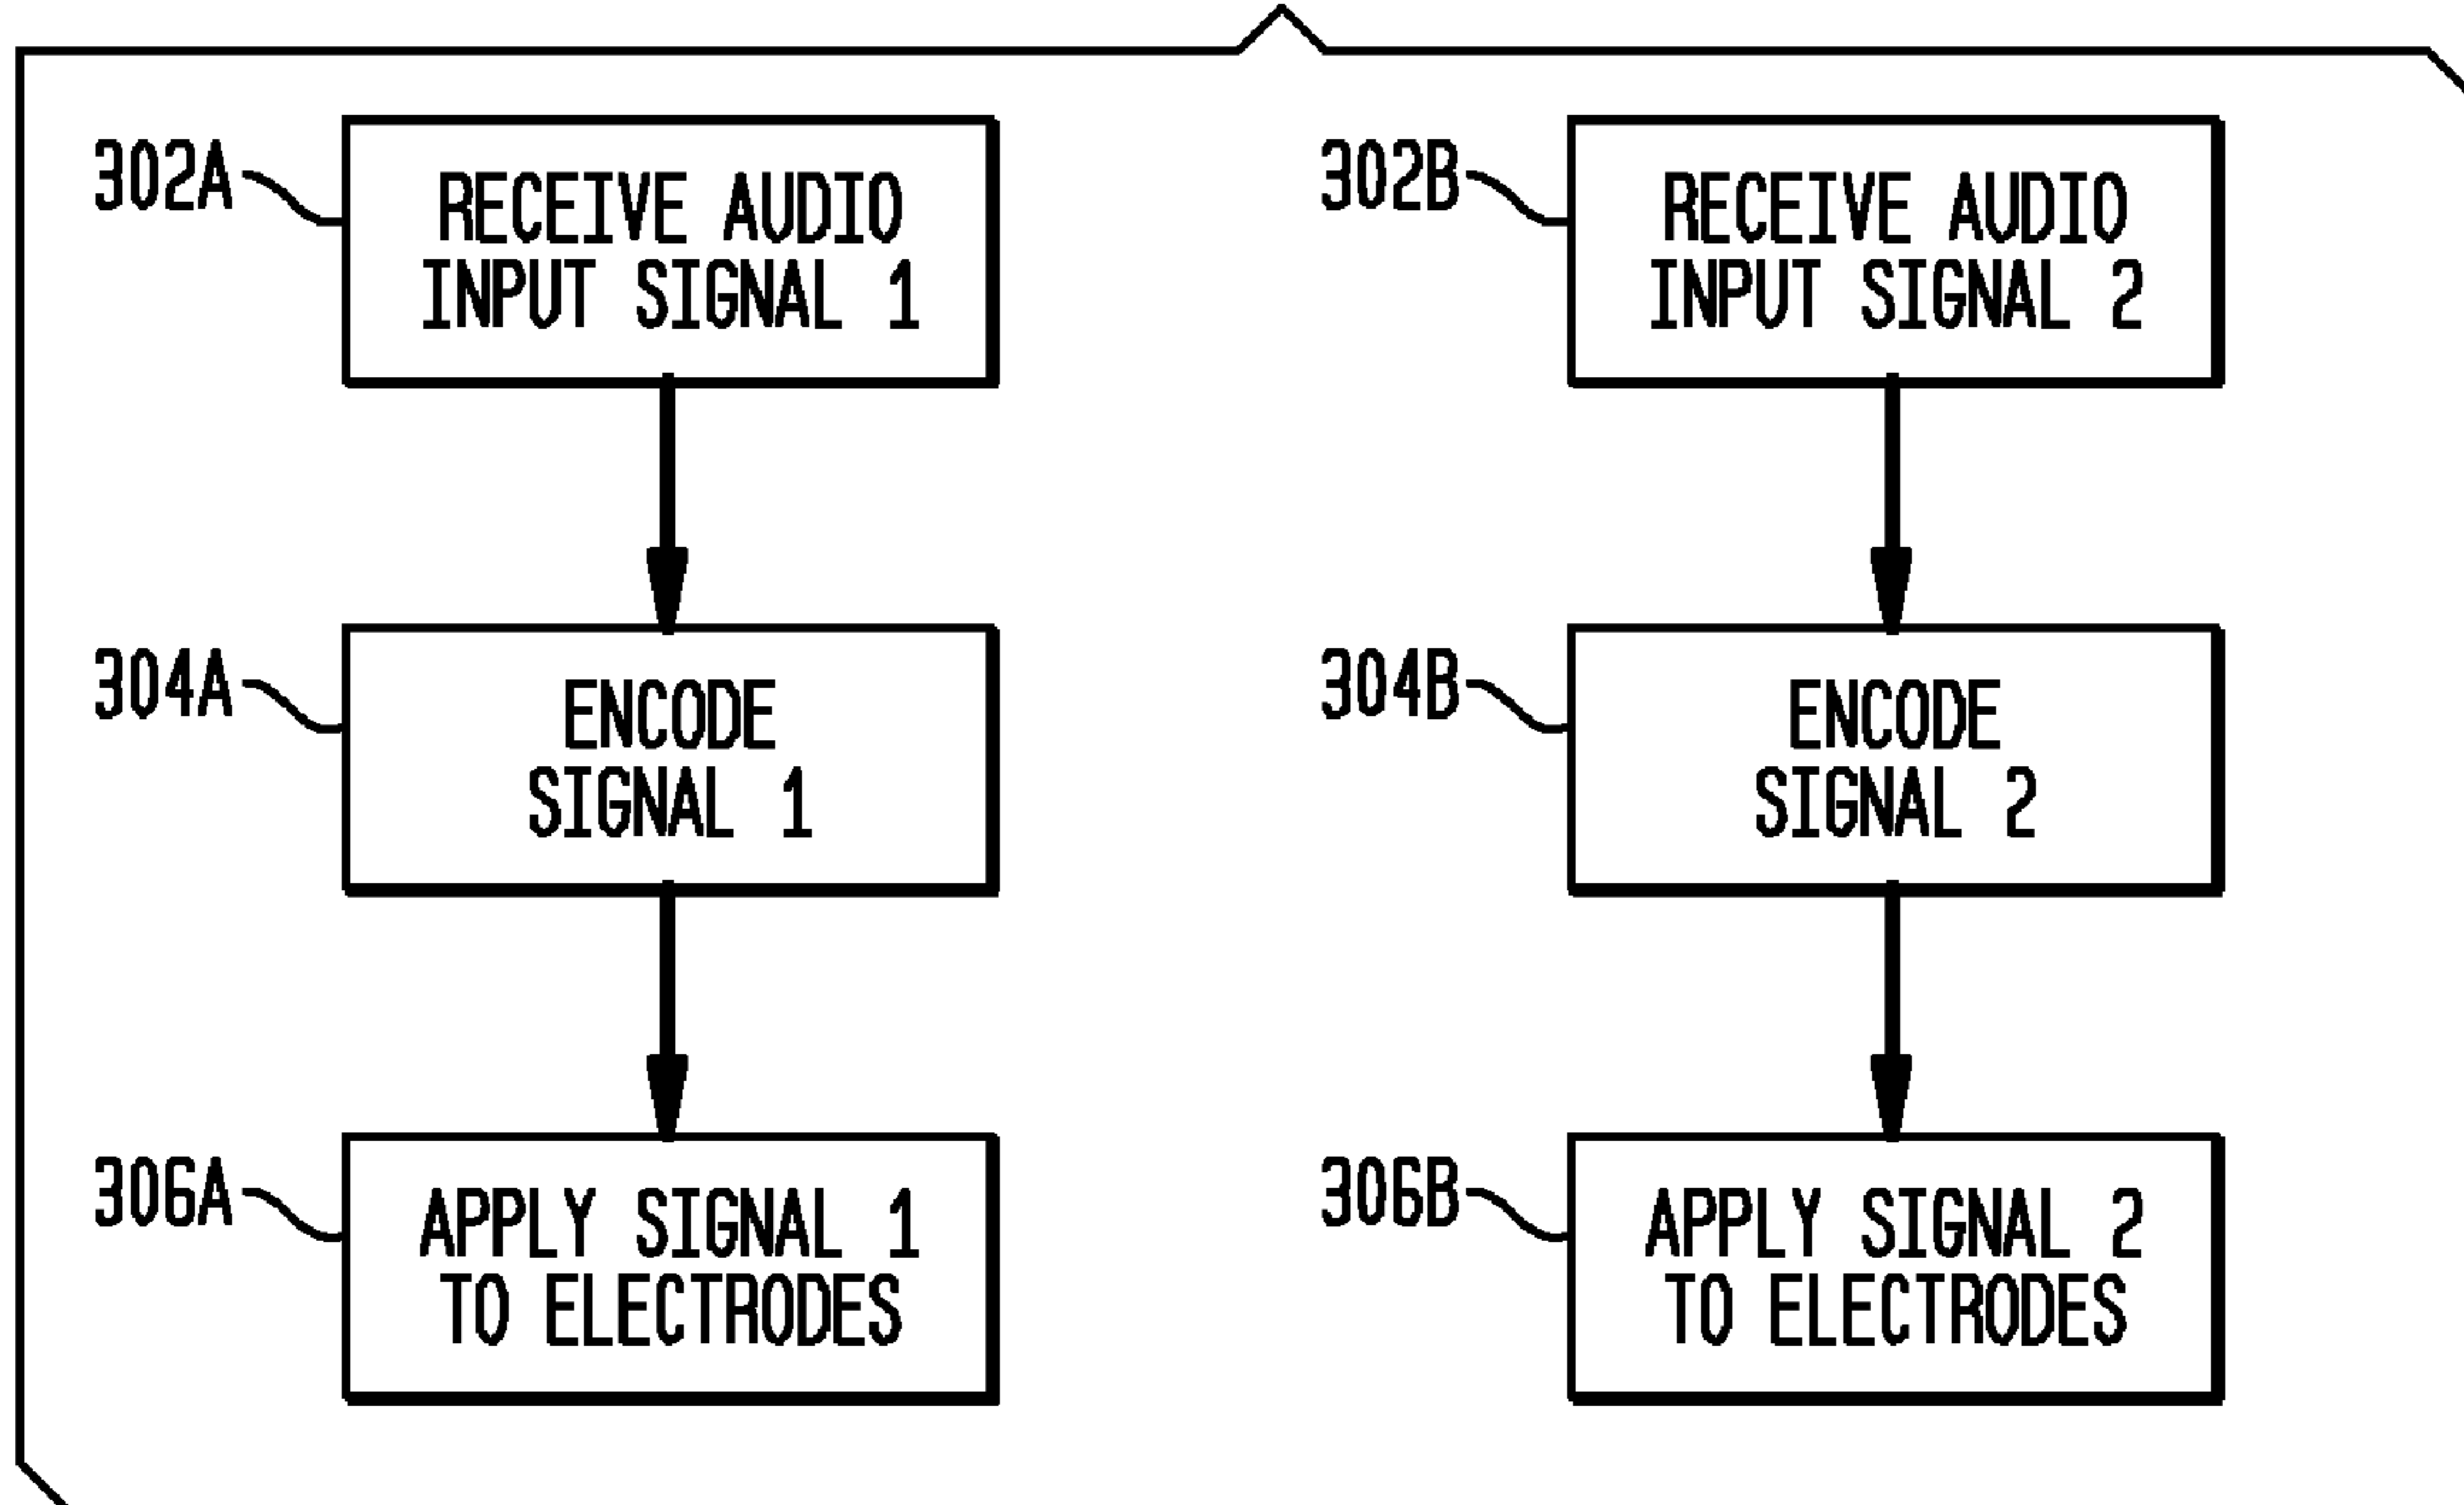 302A
RECEIVE AUDIO
INPUT SIGNAL 1
304A
ENCODE
SIGNAL 1
306A
APPLY SIGNAL 1
TO ELECTRODES
302B
RECEIVE AUDIO
INPUT SIGNAL 2
304B
ENCODE
SIGNAL 2
306B
APPLY SIGNAL 2
TO ELECTRODES